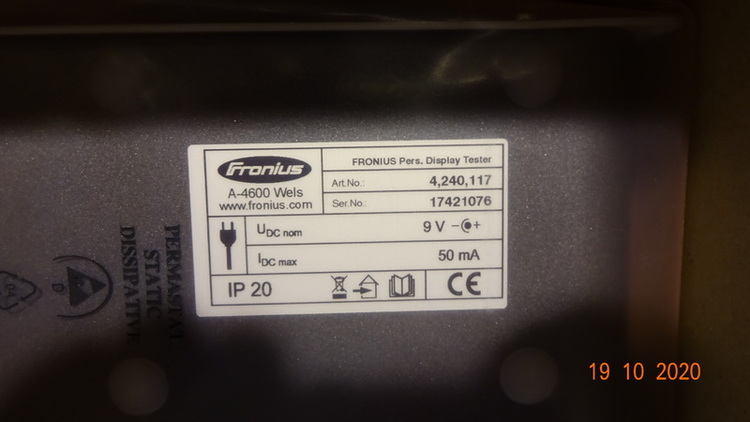 Fronius
A-4600 Wels
www.fronius.com
FRONIUS Pers. Display Tester
Art.No.: 4,240,117
Ser.No.: 17421076
UDC nom 9 V
IDC max 50 mA
IP 20
CE
PERMASTAT
STATIC
DISSIPATIVE
D
19 10 2020